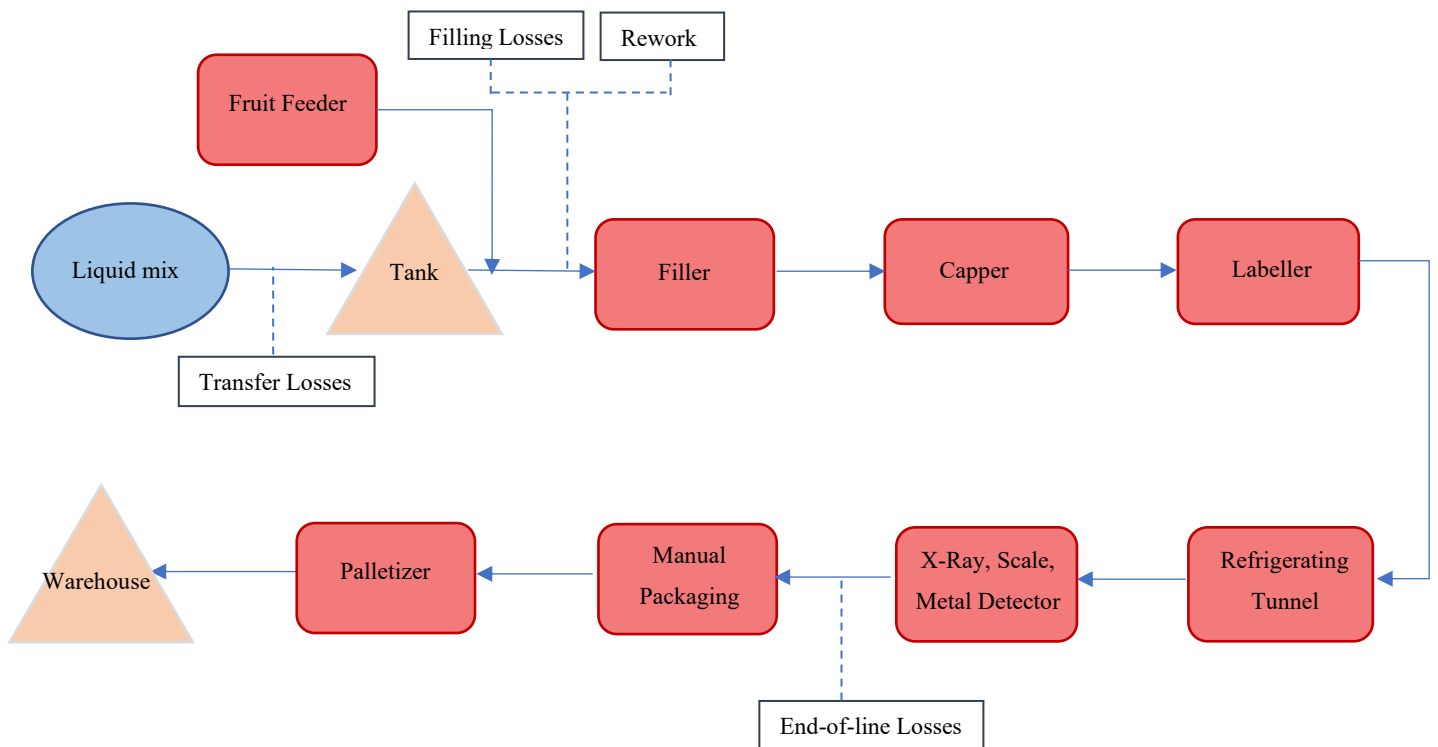 Filling Losses
Rework
Fruit Feeder
Liquid mix
Tank
Filler
Capper
Labeller
Transfer Losses
Warehouse
Palletizer
Manual
Packaging
X-Ray, Scale,
Metal Detector
Refrigerating
Tunnel
End-of-line Losses